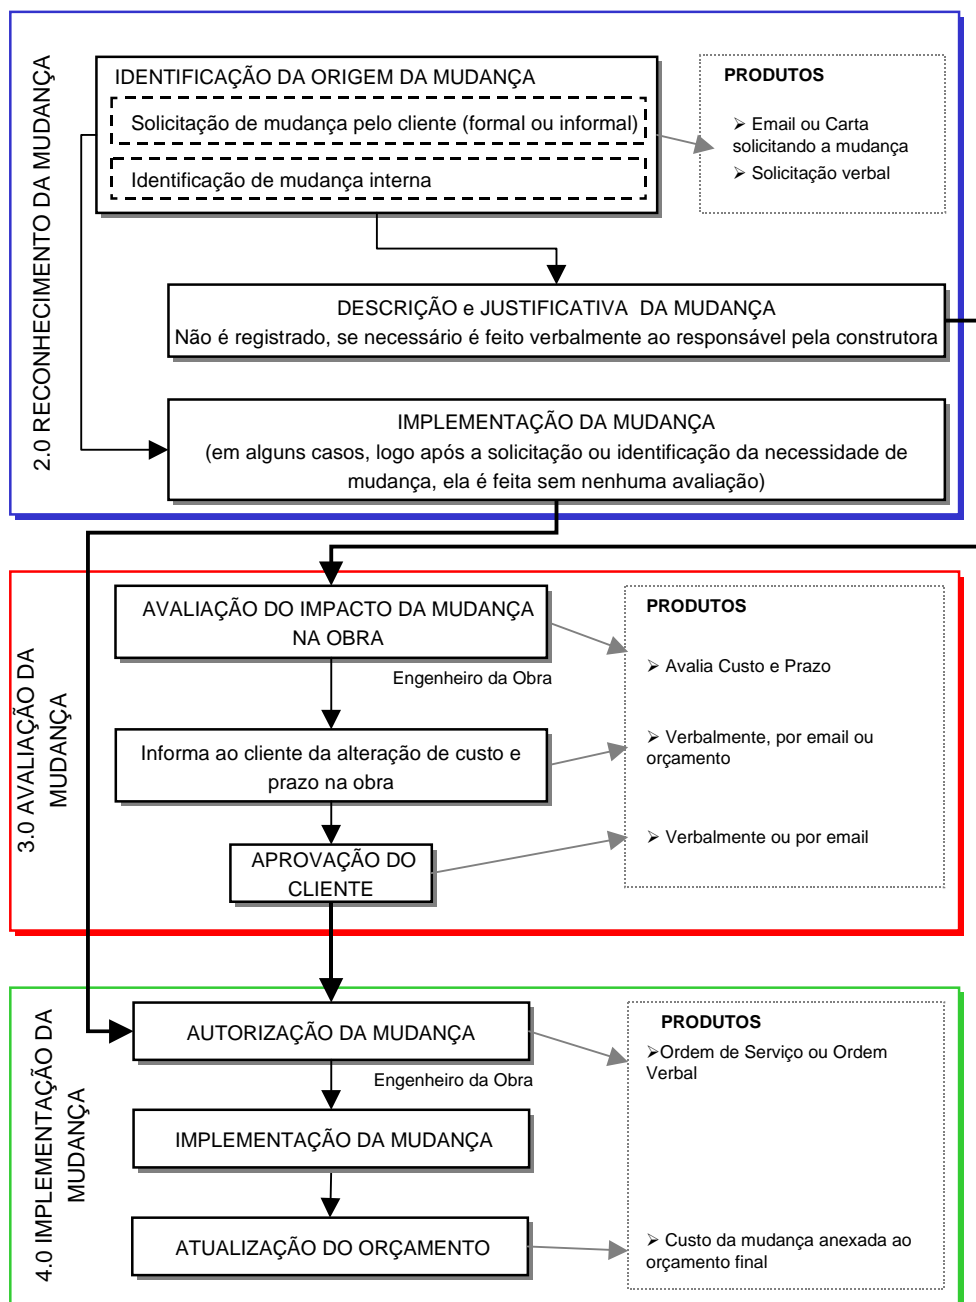 2.0 RECONHECIMENTO DA MUDANÇA
IDENTIFICAÇÃO DA ORIGEM DA MUDANÇA
Solicitação de mudança pelo cliente (formal ou informal)
Identificação de mudança interna
PRODUTOS
➢ Email ou Carta
solicitando a mudança
➢ Solicitação verbal
DESCRIÇÃO e JUSTIFICATIVA DA MUDANÇA
Não é registrado, se necessário é feito verbalmente ao responsável pela construtora
IMPLEMENTAÇÃO DA MUDANÇA
(em alguns casos, logo após a solicitação ou identificação da necessidade de
mudança, ela é feita sem nenhuma avaliação)
3.0 AVALIAÇÃO DA
MUDANÇA
AVALIAÇÃO DO IMPACTO DA MUDANÇA
NA OBRA
Engenheiro da Obra
Informa ao cliente da alteração de custo e
prazo na obra
APROVAÇÃO DO
CLIENTE
PRODUTOS
➢ Avalia Custo e Prazo
➢ Verbalmente, por email ou
orçamento
➢ Verbalmente ou por email
4.0 IMPLEMENTAÇÃO DA
MUDANÇA
AUTORIZAÇÃO DA MUDANÇA
Engenheiro da Obra
IMPLEMENTAÇÃO DA MUDANÇA
ATUALIZAÇÃO DO ORÇAMENTO
PRODUTOS
➢Ordem de Serviço ou Ordem
Verbal
➢ Custo da mudança anexada ao
orçamento final